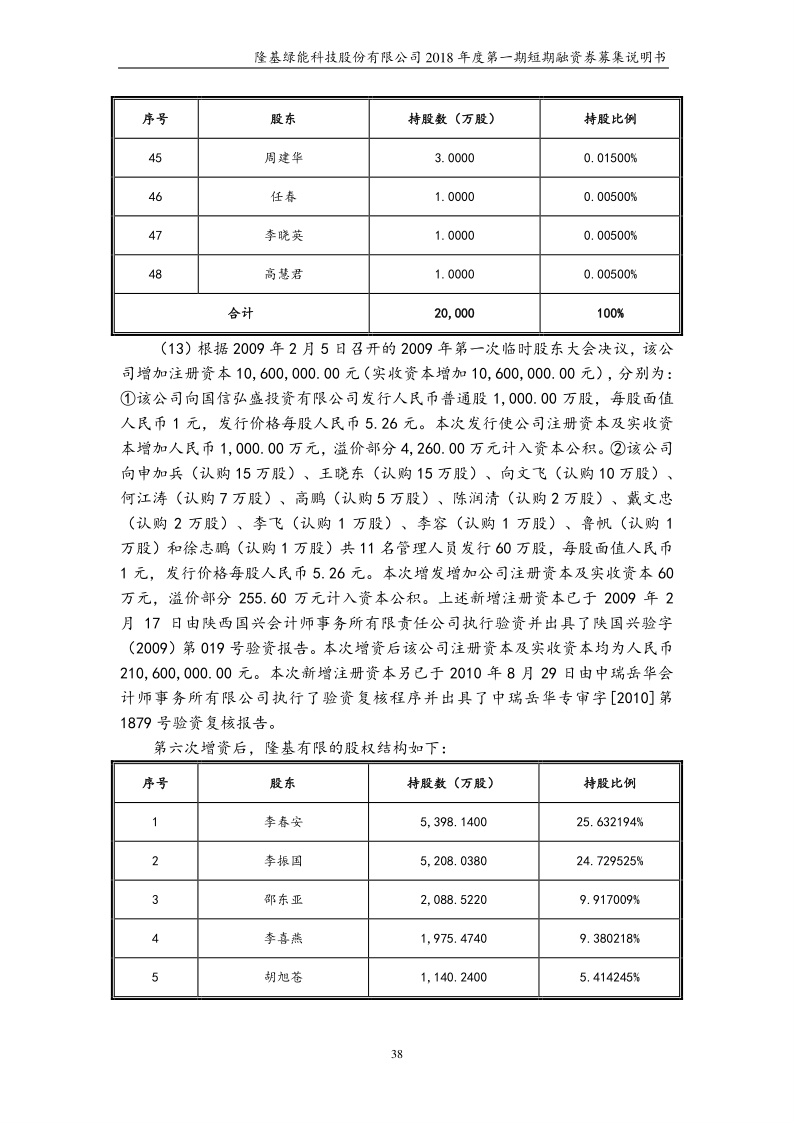 隆基绿能科技股份有限公司 2018 年度第一期短期融资券募集说明书
序号 股东 持股数（万股） 持股比例
45 周建华 3.0000 0.01500%
46 任春 1.0000 0.00500%
47 李晓英 1.0000 0.00500%
48 高慧君 1.0000 0.00500%
合计 20,000 100%
（13）根据 2009 年 2 月 5 日召开的 2009 年第一次临时股东大会决议，该公
司增加注册资本 10,600,000.00 元（实收资本增加 10,600,000.00 元），分别为：
①该公司向国信弘盛投资有限公司发行人民币普通股 1,000.00 万股，每股面值
人民币 1 元，发行价格每股人民币 5.26 元。本次发行使公司注册资本及实收资
本增加人民币 1,000.00 万元，溢价部分 4,260.00 万元计入资本公积。②该公司
向申加兵（认购 15 万股）、王晓东（认购 15 万股）、向文飞（认购 10 万股）、
何江涛（认购 7 万股）、高鹏（认购 5 万股）、陈润清（认购 2 万股）、戴文忠
（认购 2 万股）、李飞（认购 1 万股）、李容（认购 1 万股）、鲁帆（认购 1
万股）和徐志鹏（认购 1 万股）共 11 名管理人员发行 60 万股，每股面值人民币
1 元，发行价格每股人民币 5.26 元。本次增发增加公司注册资本及实收资本 60
万元，溢价部分 255.60 万元计入资本公积。上述新增注册资本已于 2009 年 2
月 17 日由陕西国兴会计师事务所有限责任公司执行验资并出具了陕国兴验字
（2009）第 019 号验资报告。本次增资后该公司注册资本及实收资本均为人民币
210,600,000.00 元。本次新增注册资本另已于 2010 年 8 月 29 日由中瑞岳华会
计师事务所有限公司执行了验资复核程序并出具了中瑞岳华专审字[2010]第
1879 号验资复核报告。
第六次增资后，隆基有限的股权结构如下：
序号 股东 持股数（万股） 持股比例
1 李春安 5,398.1400 25.632194%
2 李振国 5,208.0380 24.729525%
3 邵东亚 2,088.5220 9.917009%
4 李喜燕 1,975.4740 9.380218%
5 胡旭苍 1,140.2400 5.414245%
38